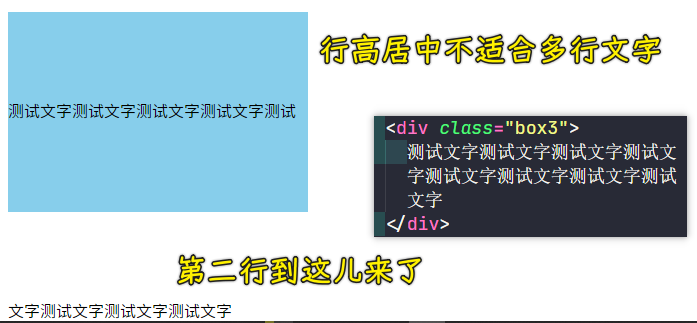 行高居中不适合多行文字
测试文字测试文字测试文字测试文字测试
<div class="box3">
测试文字测试文字测试文字测试文
字测试文字测试文字测试文字测试
文字
</div>
第二行到这儿来了
文字测试文字测试文字测试文字